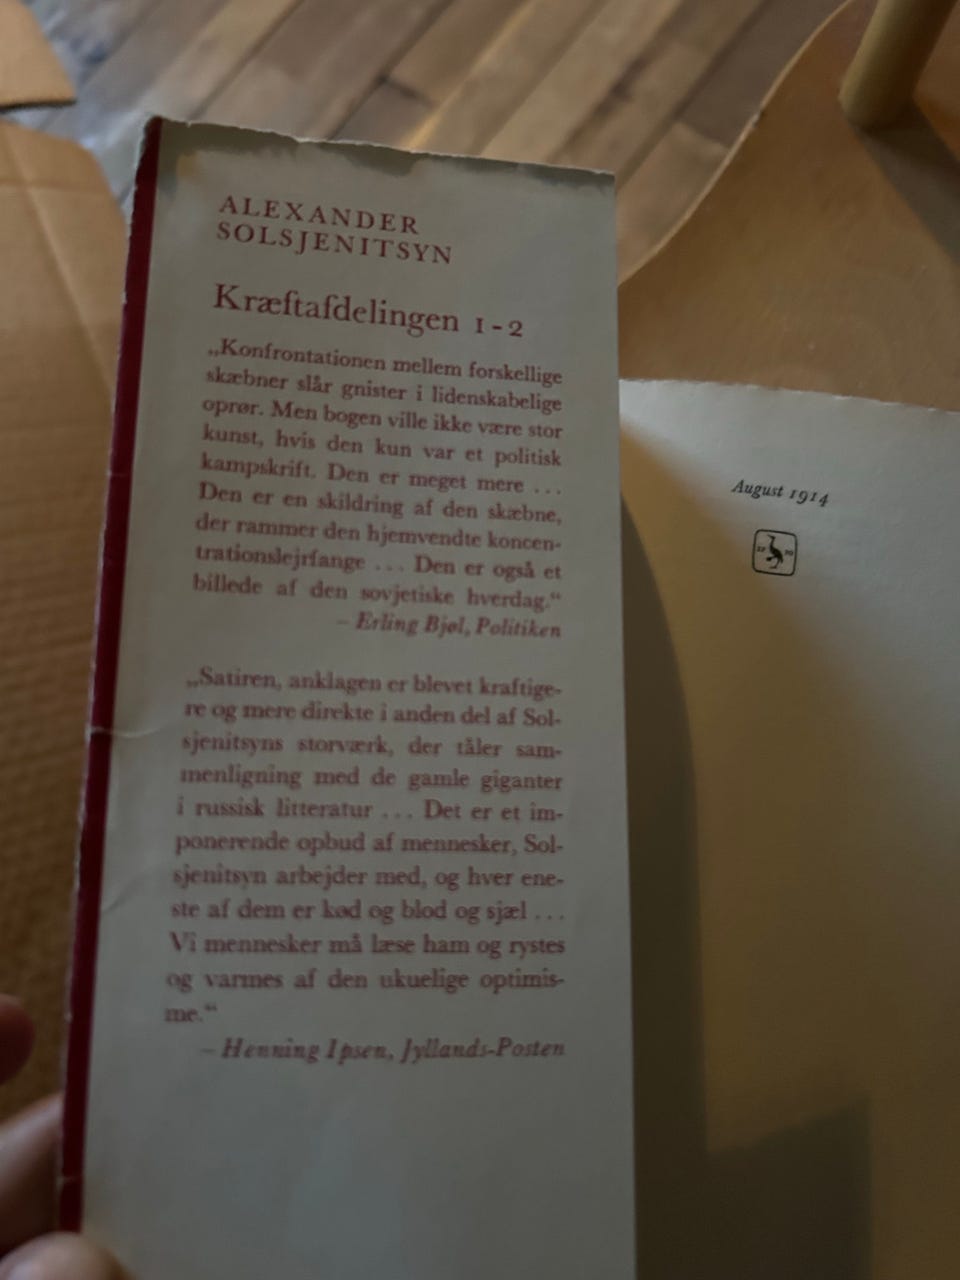 ALEXANDER
SOLSJENITSYN
Kræftafdelingen 1-2
„Konfrontationen mellem forskellige
skæbner slår gnister i lidenskabelige
oprør. Men bogen ville ikke være stor
kunst, hvis den kun var et politisk
kampskrift. Den er meget mere ...
Den er en skildring af den skæbne,
der rammer den hjemvendte koncen-
trationslejrfange ... Den er også et
billede af den sovjetiske hverdag.“
– Erling Bjøl, Politiken
„Satiren, anklagen er blevet kraftige-
re og mere direkte i anden del af Sol-
sjenitsyns storværk, der tåler sam-
menligning med de gamle giganter
i russisk litteratur ... Det er et im-
ponerende opbud af mennesker, Sol-
sjenitsyn arbejder med, og hver ene-
ste af dem er kød og blod og sjæl ...
Vi mennesker må læse ham og rystes
og varmes af den ukuelige optimis-
me.“
– Henning Ipsen, Jyllands-Posten
August 1914
17 70